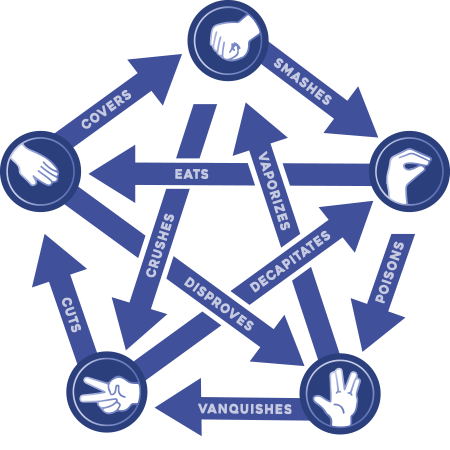 COVERS
SMASHES
EATS
VAPORIZES
CRUSHES
DECAPITATES
POISONS
DISPROVES
CUTS
VANQUISHES